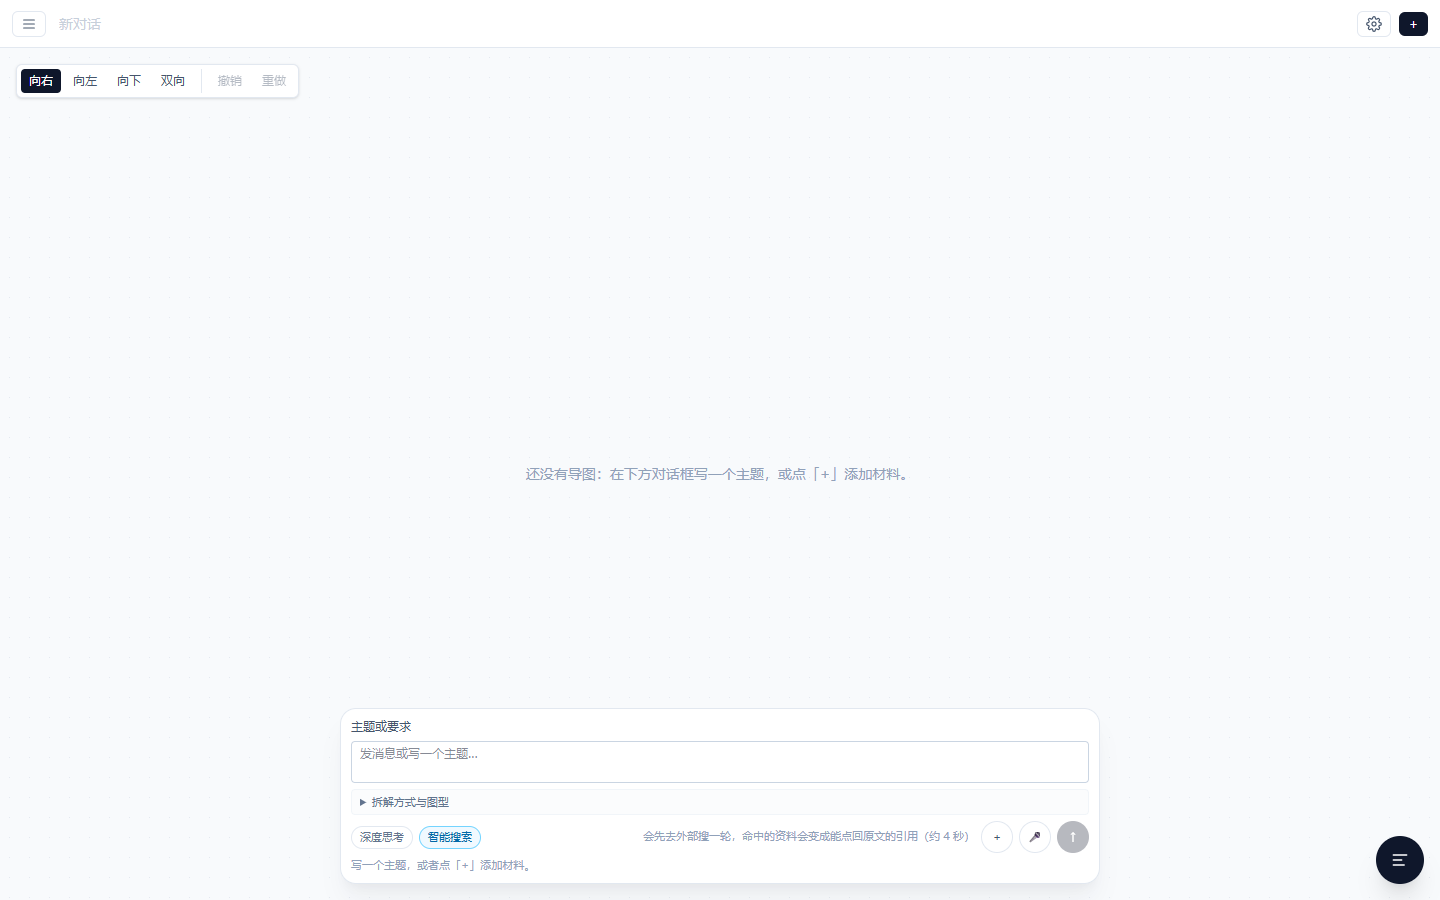 新对话
+
向右 向左 向下 双向 撤销 重做
还没有导图：在下方对话框写一个主题，或点「+」添加材料。
主题或要求
发消息或写一个主题...
▶ 拆解方式与图型
深度思考 智能搜索 会先去外部搜一轮，命中的资料会变成能点回原文的引用（约 4 秒） + ↑
写一个主题，或者点「+」添加材料。